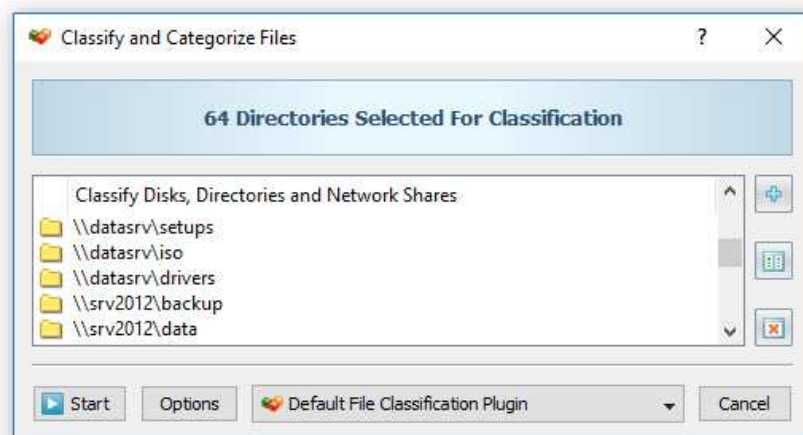 Classify and Categorize Files
?
64 Directories Selected For Classification
Classify Disks, Directories and Network Shares
\\datasrv\setups
\\datasrv\iso
\\datasrv\drivers
\\srv2012\backup
\\srv2012\data
Start
Options
Default File Classification Plugin
Cancel